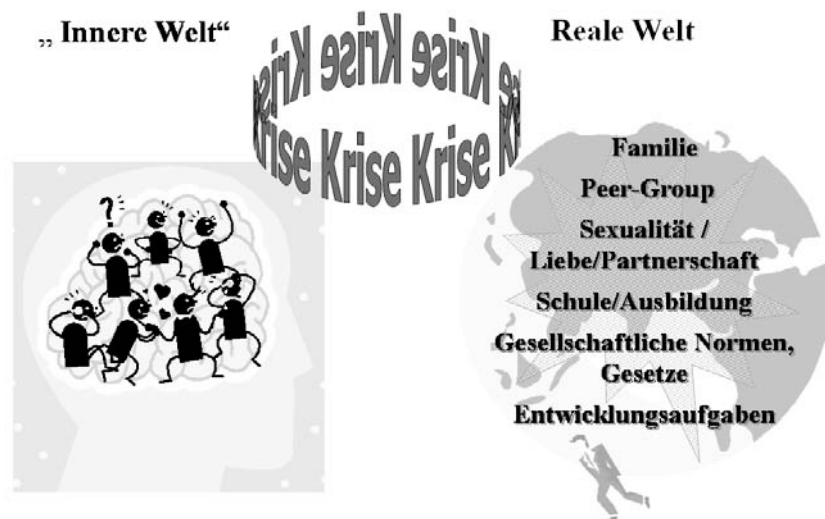 „ Innere Welt“
Reale Welt
Krise Krise Krise
Krise Krise Krise Kr
Familie
Peer-Group
Sexualität /
Liebe/Partnerschaft
Schule/Ausbildung
Gesellschaftliche Normen,
Gesetze
Entwicklungsaufgaben
?